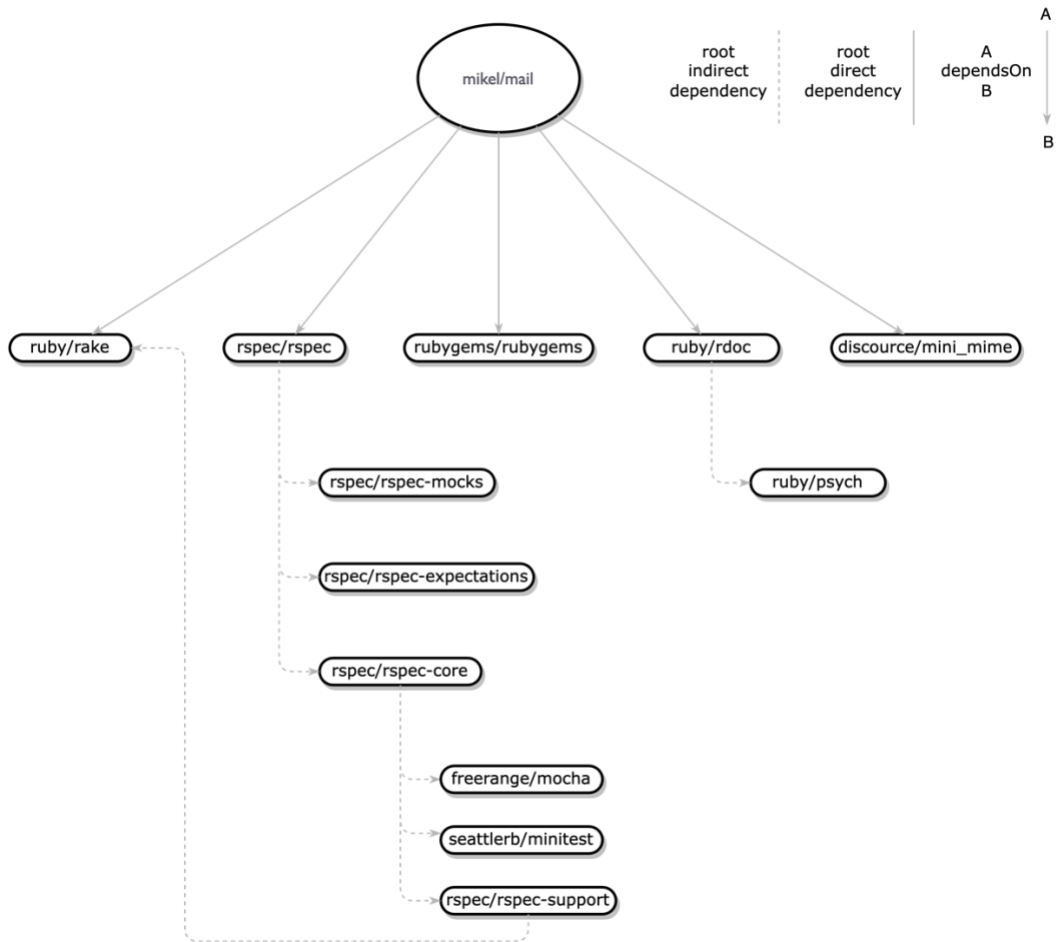 A
root
indirect
dependency
root
direct
dependency
A
dependsOn
B
B
mikel/mail
ruby/rake
rspec/rspec
rubygems/rubygems
ruby/rdoc
discource/mini_mime
rspec/rspec-mocks
ruby/psych
rspec/rspec-expectations
rspec/rspec-core
freerange/mocha
seattlerb/minitest
rspec/rspec-support